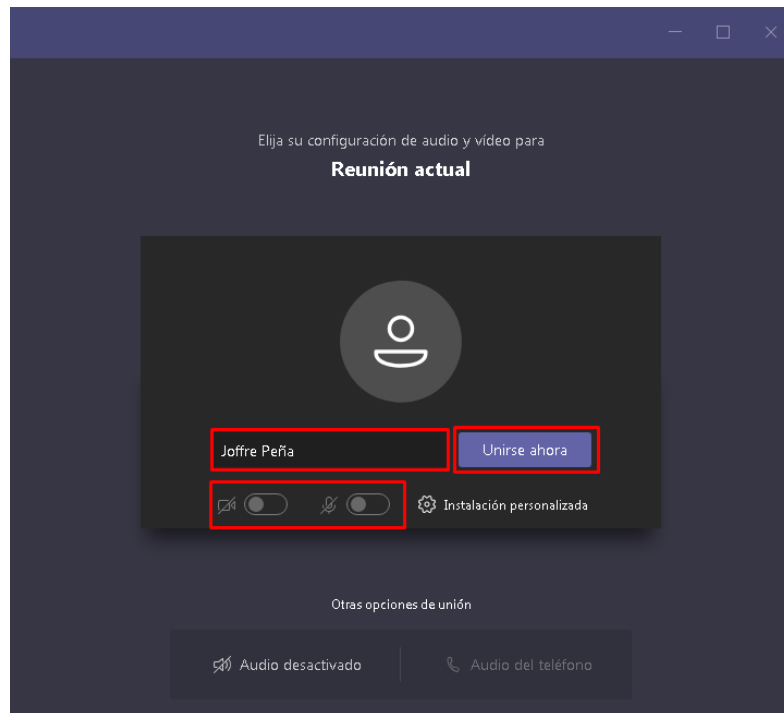 Elija su configuración de audio y vídeo para
Reunión actual
Joffre Peña
Unirse ahora
Instalación personalizada
Otras opciones de unión
Audio desactivado
Audio del teléfono